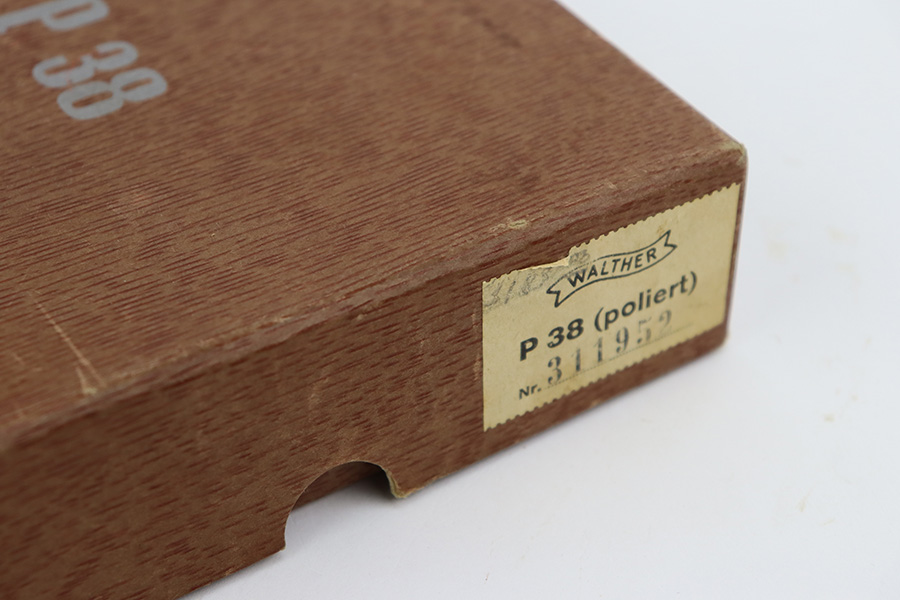 P 38
WALTHER
P 38 (poliert)
Nr. 311952